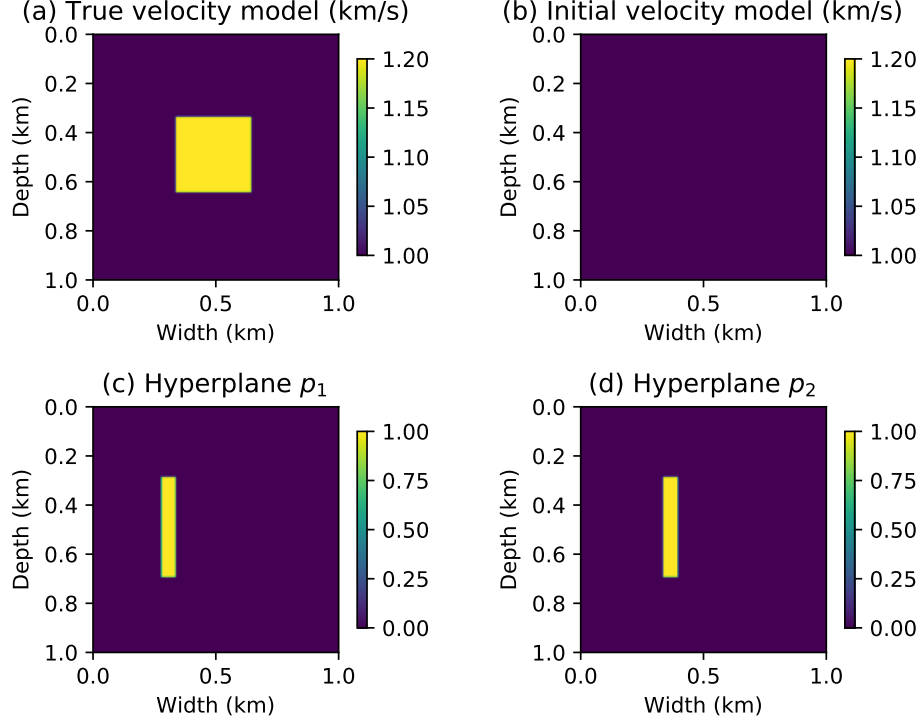 (a) True velocity model (km/s)
0.0
0.2
0.4
0.6
0.8
1.0
Depth (km)
0.0 0.5 1.0
Width (km)
1.20
1.15
1.10
1.05
1.00
(b) Initial velocity model (km/s)
0.0
0.2
0.4
0.6
0.8
1.0
Depth (km)
0.0 0.5 1.0
Width (km)
1.20
1.15
1.10
1.05
1.00
(c) Hyperplane p₁
0.0
0.2
0.4
0.6
0.8
1.0
Depth (km)
0.0 0.5 1.0
Width (km)
1.00
0.75
0.50
0.25
0.00
(d) Hyperplane p₂
0.0
0.2
0.4
0.6
0.8
1.0
Depth (km)
0.0 0.5 1.0
Width (km)
1.00
0.75
0.50
0.25
0.00